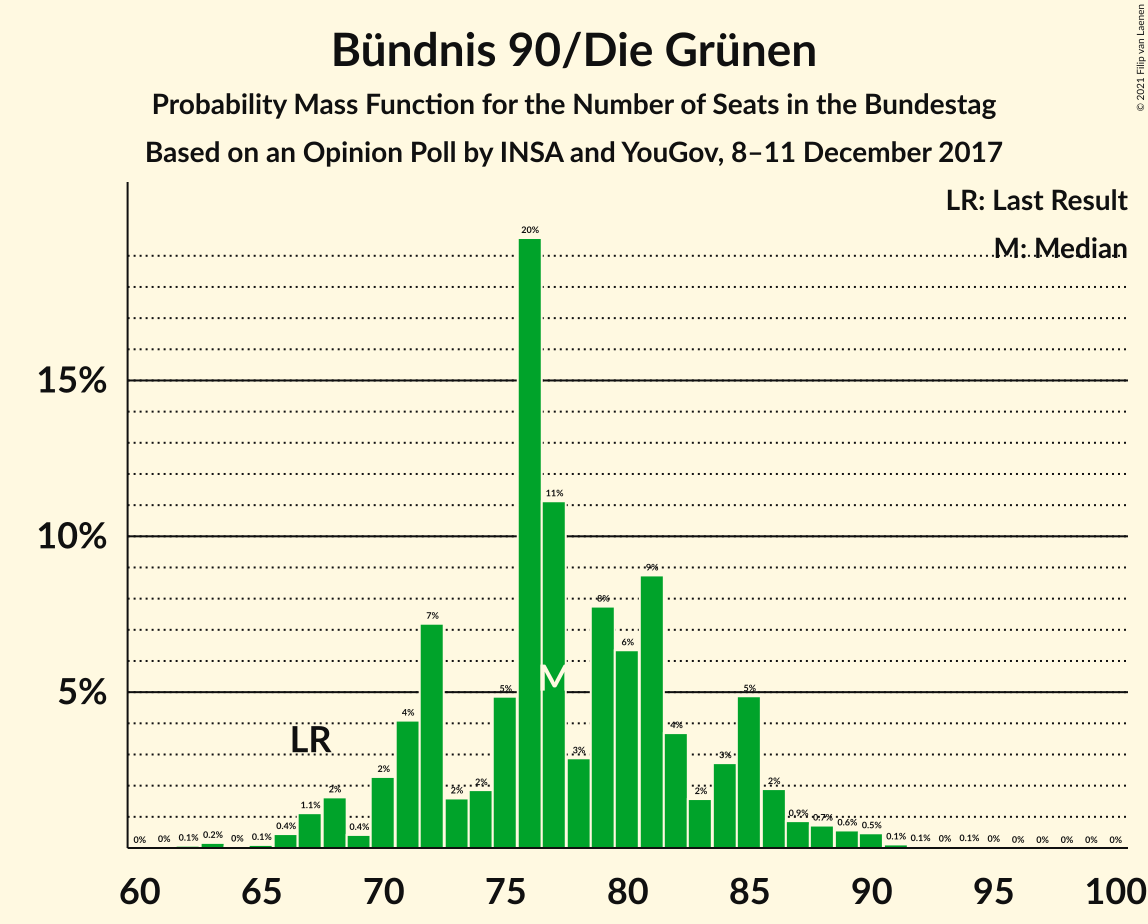 Bündnis 90/Die Grünen
Probability Mass Function for the Number of Seats in the Bundestag
Based on an Opinion Poll by INSA and YouGov, 8–11 December 2017
© 2021 Filip van Laenen
LR: Last Result
M: Median
15%
10%
5%
LR
M
0% 0% 0.1% 0.2% 0% 0.1% 0.4% 1.1% 2% 0.4% 2% 4% 7% 2% 2% 5% 20% 11% 3% 8% 6% 9% 4% 2% 3% 5% 2% 0.9% 0.7% 0.6% 0.5% 0.1% 0.1% 0% 0.1% 0% 0% 0% 0% 0% 0%
60 65 70 75 80 85 90 95 100